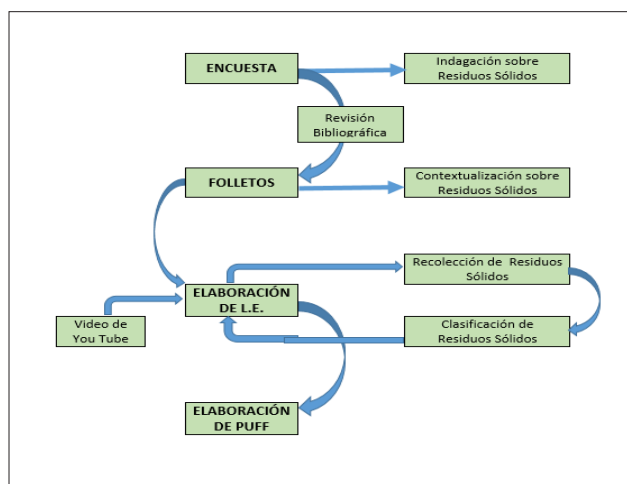 ENCUESTA
Indagación sobre
Residuos Sólidos
Revisión
Bibliográfica
FOLLETOS
Contextualización sobre
Residuos Sólidos
Recolección de Residuos
Sólidos
ELABORACIÓN
DE L.E.
Video de
You Tube
Clasificación de
Residuos Sólidos
ELABORACIÓN
DE PUFF